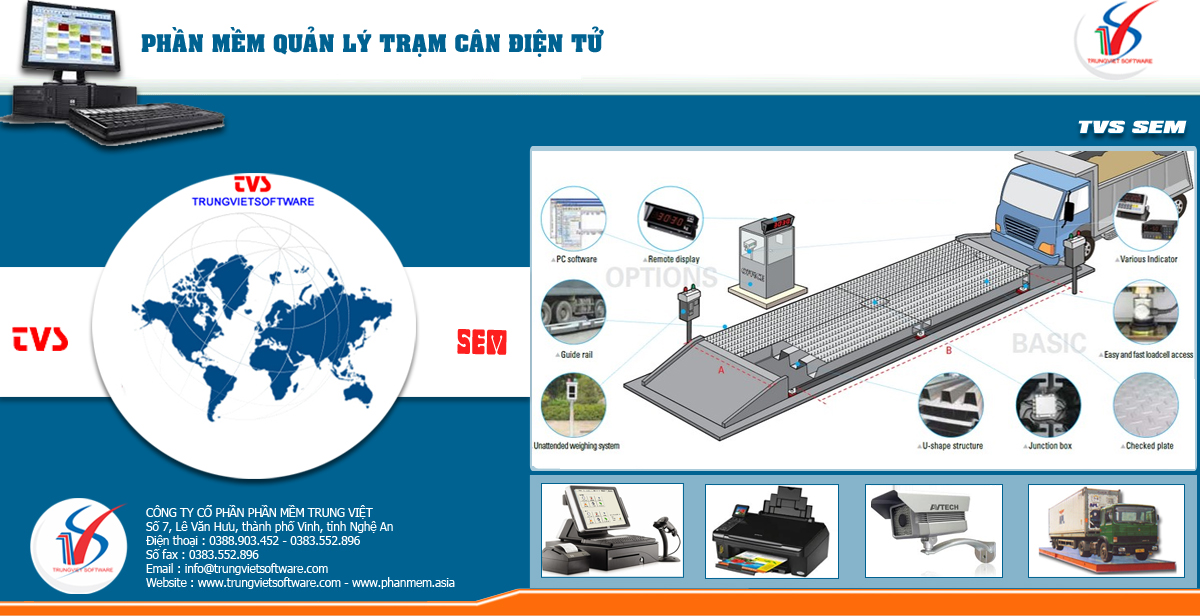 PHẦN MỀM QUẢN LÝ TRẠM CÂN ĐIỆN TỬ
TRUNGVIET SOFTWARE
TVS SEM
TVS
TRUNGVIETSOFTWARE
TVS
SEM
PC software
Remote display
3030
OFFICE
Various Indicator
OPTIONS
Guide rail
BASIC
Easy and fast loadcell access
A
B
Unattended weighing system
U-shape structure
Junction box
Checked plate
TRUNGVIET SOFTWARE
CÔNG TY CỔ PHẦN PHẦN MỀM TRUNG VIỆT
Số 7, Lê Văn Hưu, thành phố Vinh, tỉnh Nghệ An
Điện thoại : 0388.903.452 - 0383.552.896
Số fax : 0383.552.896
Email : info@trungvietsoftware.com
Website : www.trungvietsoftware.com - www.phanmem.asia
AVTECH